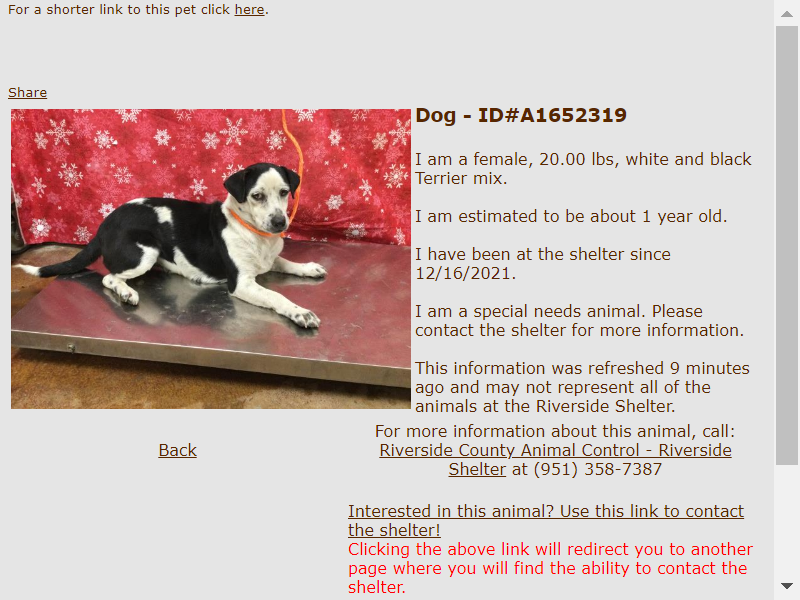 For a shorter link to this pet click here.
Share
Dog - ID#A1652319
I am a female, 20.00 lbs, white and black
Terrier mix.
I am estimated to be about 1 year old.
I have been at the shelter since
12/16/2021.
I am a special needs animal. Please
contact the shelter for more information.
This information was refreshed 9 minutes
ago and may not represent all of the
animals at the Riverside Shelter.
Back
For more information about this animal, call:
Riverside County Animal Control - Riverside
Shelter at (951) 358-7387
Interested in this animal? Use this link to contact
the shelter!
Clicking the above link will redirect you to another
page where you will find the ability to contact the
shelter.